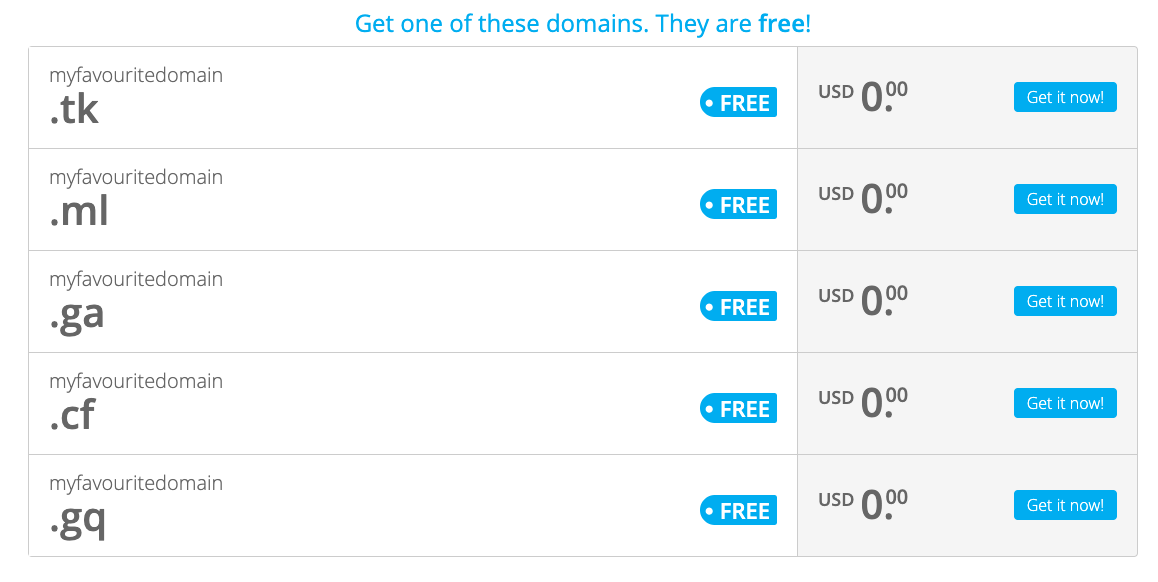 Get one of these domains. They are free!
myfavouritedomain
.tk
FREE
USD 0.00
Get it now!
myfavouritedomain
.ml
FREE
USD 0.00
Get it now!
myfavouritedomain
.ga
FREE
USD 0.00
Get it now!
myfavouritedomain
.cf
FREE
USD 0.00
Get it now!
myfavouritedomain
.gq
FREE
USD 0.00
Get it now!